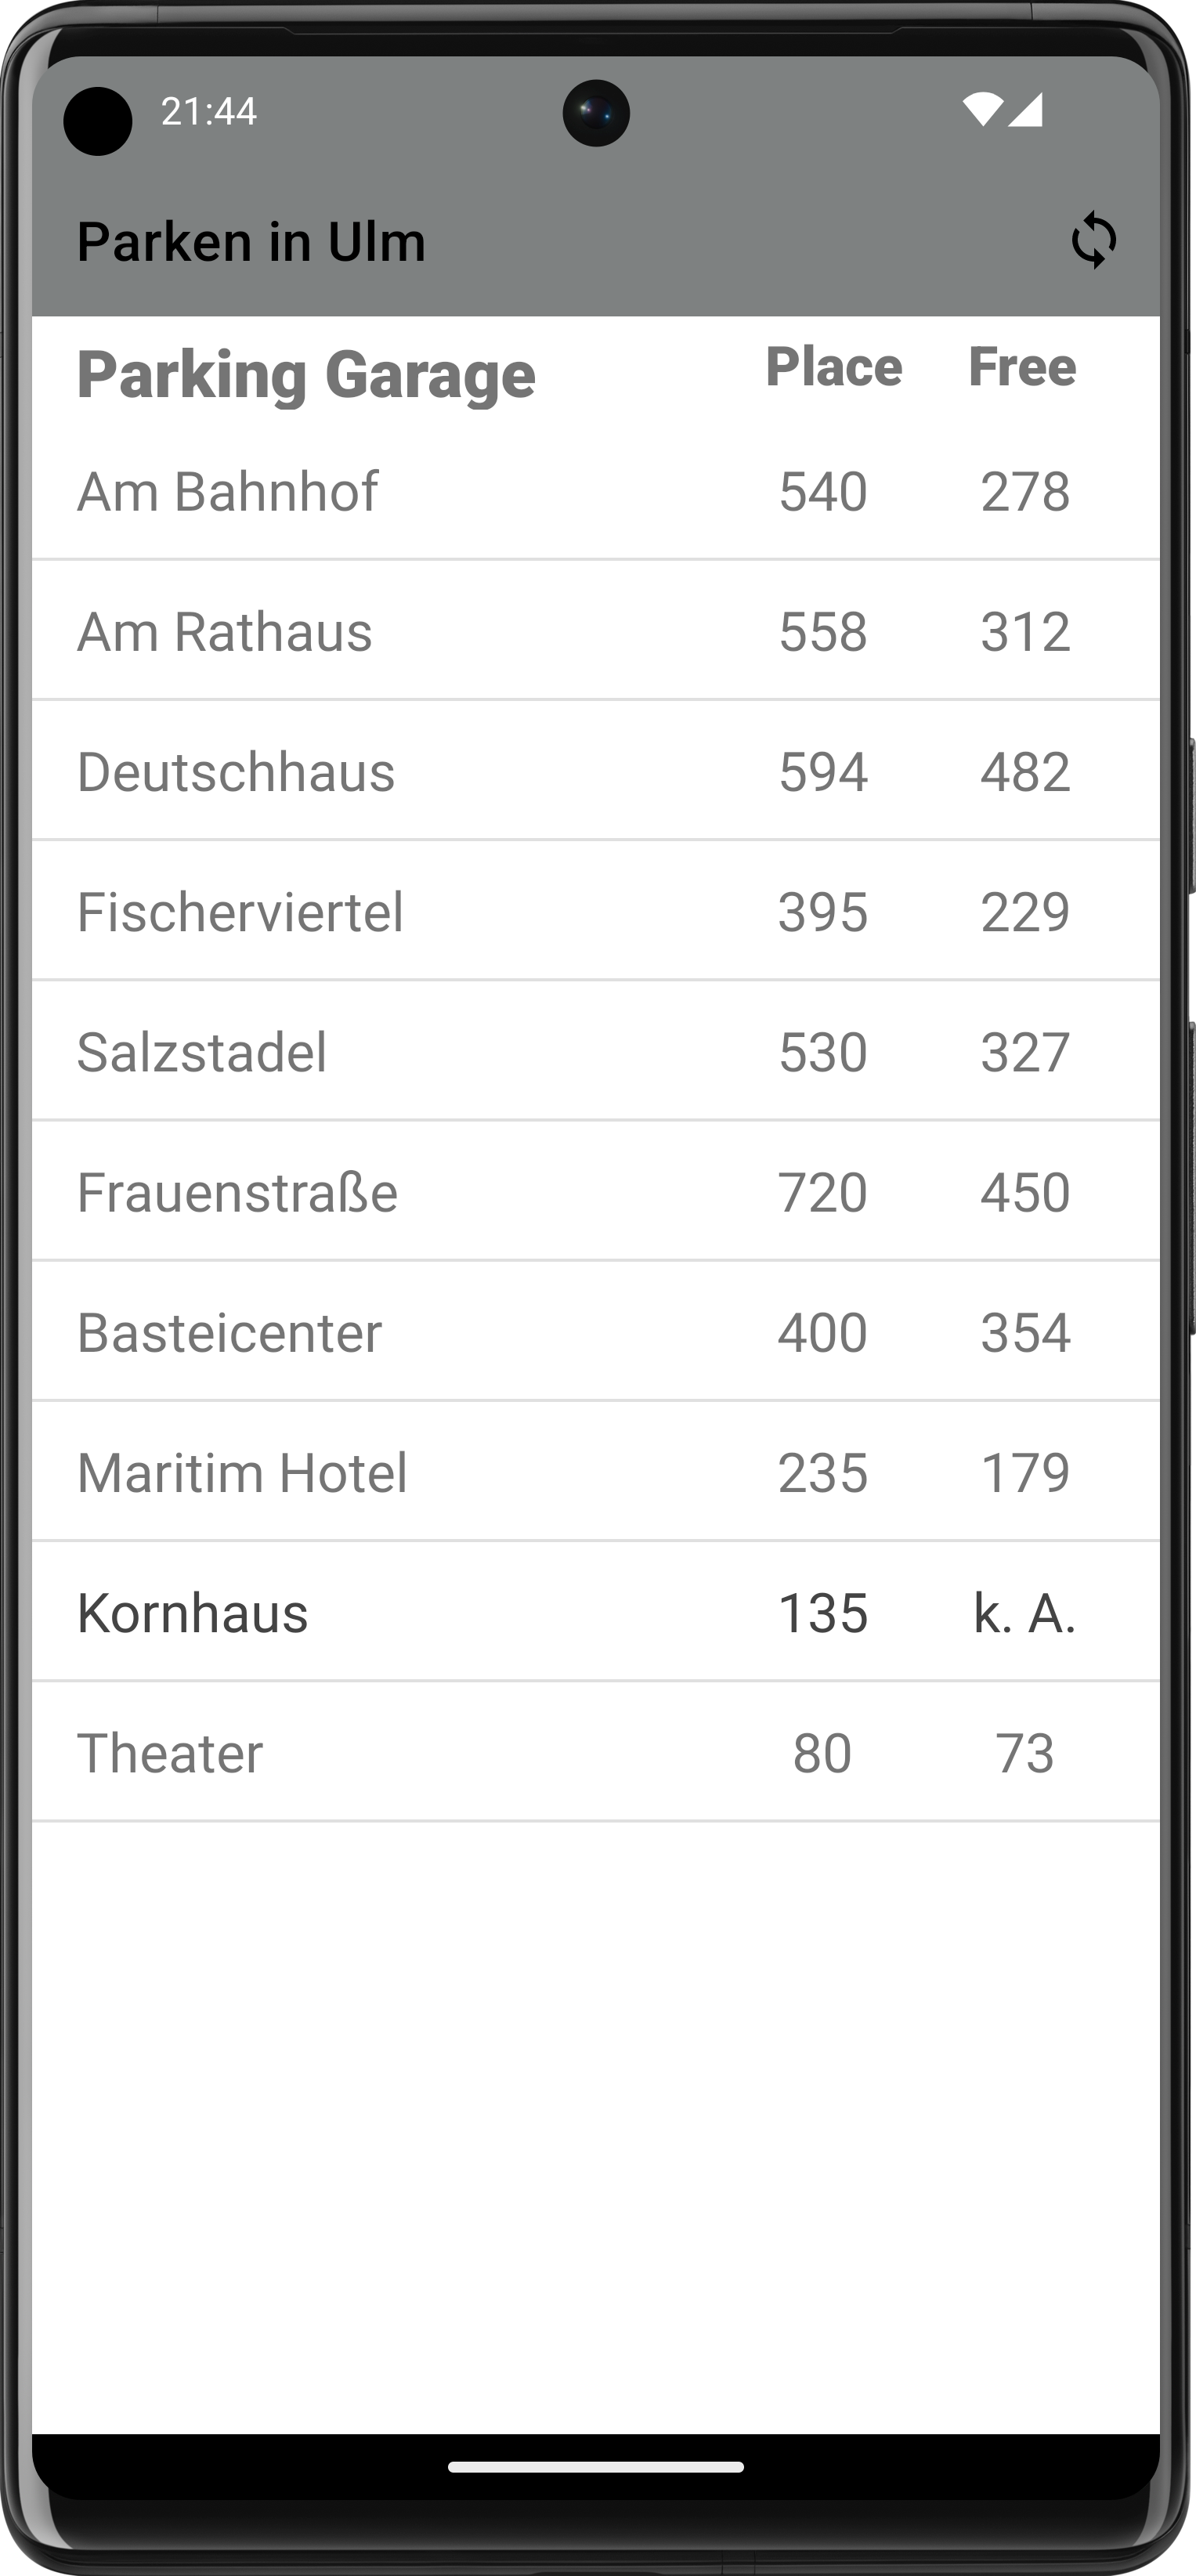 21:44
Parken in Ulm
Parking Garage Place Free
Am Bahnhof 540 278
Am Rathaus 558 312
Deutschhaus 594 482
Fischerviertel 395 229
Salzstadel 530 327
Frauenstraße 720 450
Basteicenter 400 354
Maritim Hotel 235 179
Kornhaus 135 k. A.
Theater 80 73